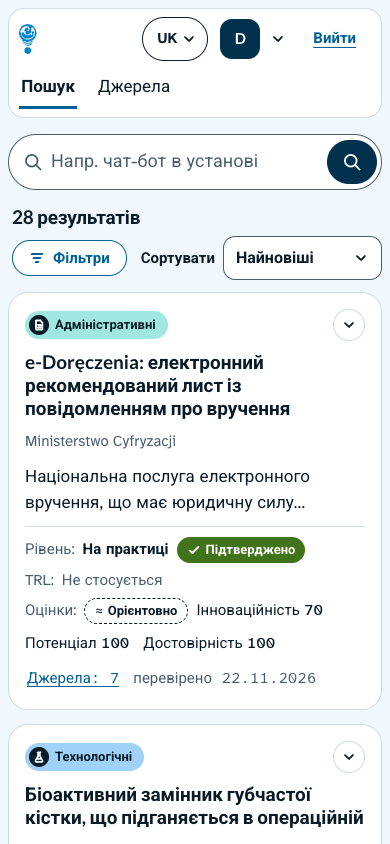 UK
D
Вийти
Пошук
Джерела
Напр. чат-бот в установі
28 результатів
Фільтри
Сортувати
Найновіші
Адміністративні
e-Doręczenia: електронний
рекомендований лист із
повідомленням про вручення
Ministerstwo Cyfryzacji
Національна послуга електронного
вручення, що має юридичну силу...
Рівень: На практиці
Підтверджено
TRL: Не стосується
Оцінки: ≈ Орієнтовно Інноваційність 70
Потенціал 100 Достовірність 100
Джерела: 7 перевірено 22.11.2026
Технологічні
Біоактивний замінник губчастої
кістки, що підганяється в операційній